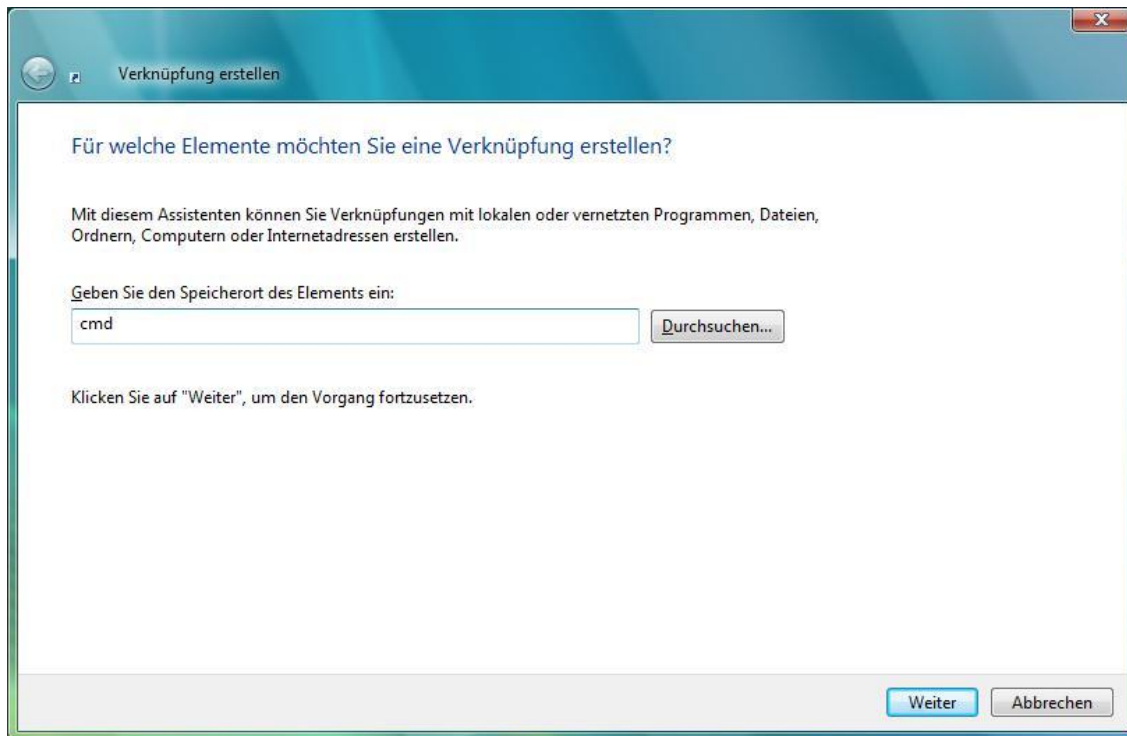 Verknüpfung erstellen
Für welche Elemente möchten Sie eine Verknüpfung erstellen?
Mit diesem Assistenten können Sie Verknüpfungen mit lokalen oder vernetzten Programmen, Dateien,
Ordnern, Computern oder Internetadressen erstellen.
Geben Sie den Speicherort des Elements ein:
cmd
Durchsuchen...
Klicken Sie auf "Weiter", um den Vorgang fortzusetzen.
Weiter
Abbrechen